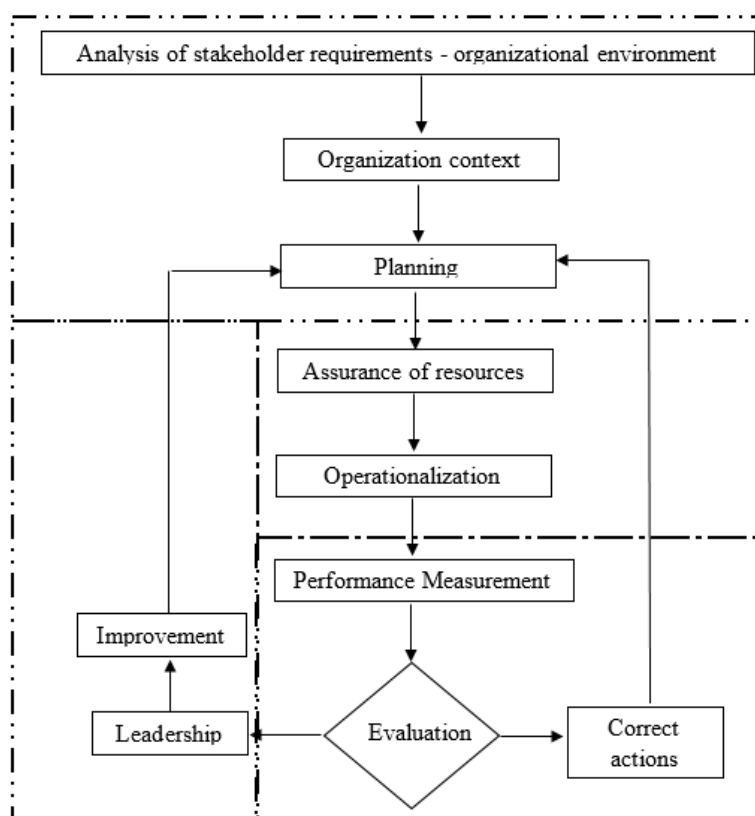 Analysis of stakeholder requirements - organizational environment
Organization context
Planning
Assurance of resources
Operationalization
Performance Measurement
Improvement
Leadership
Evaluation
Correct
actions